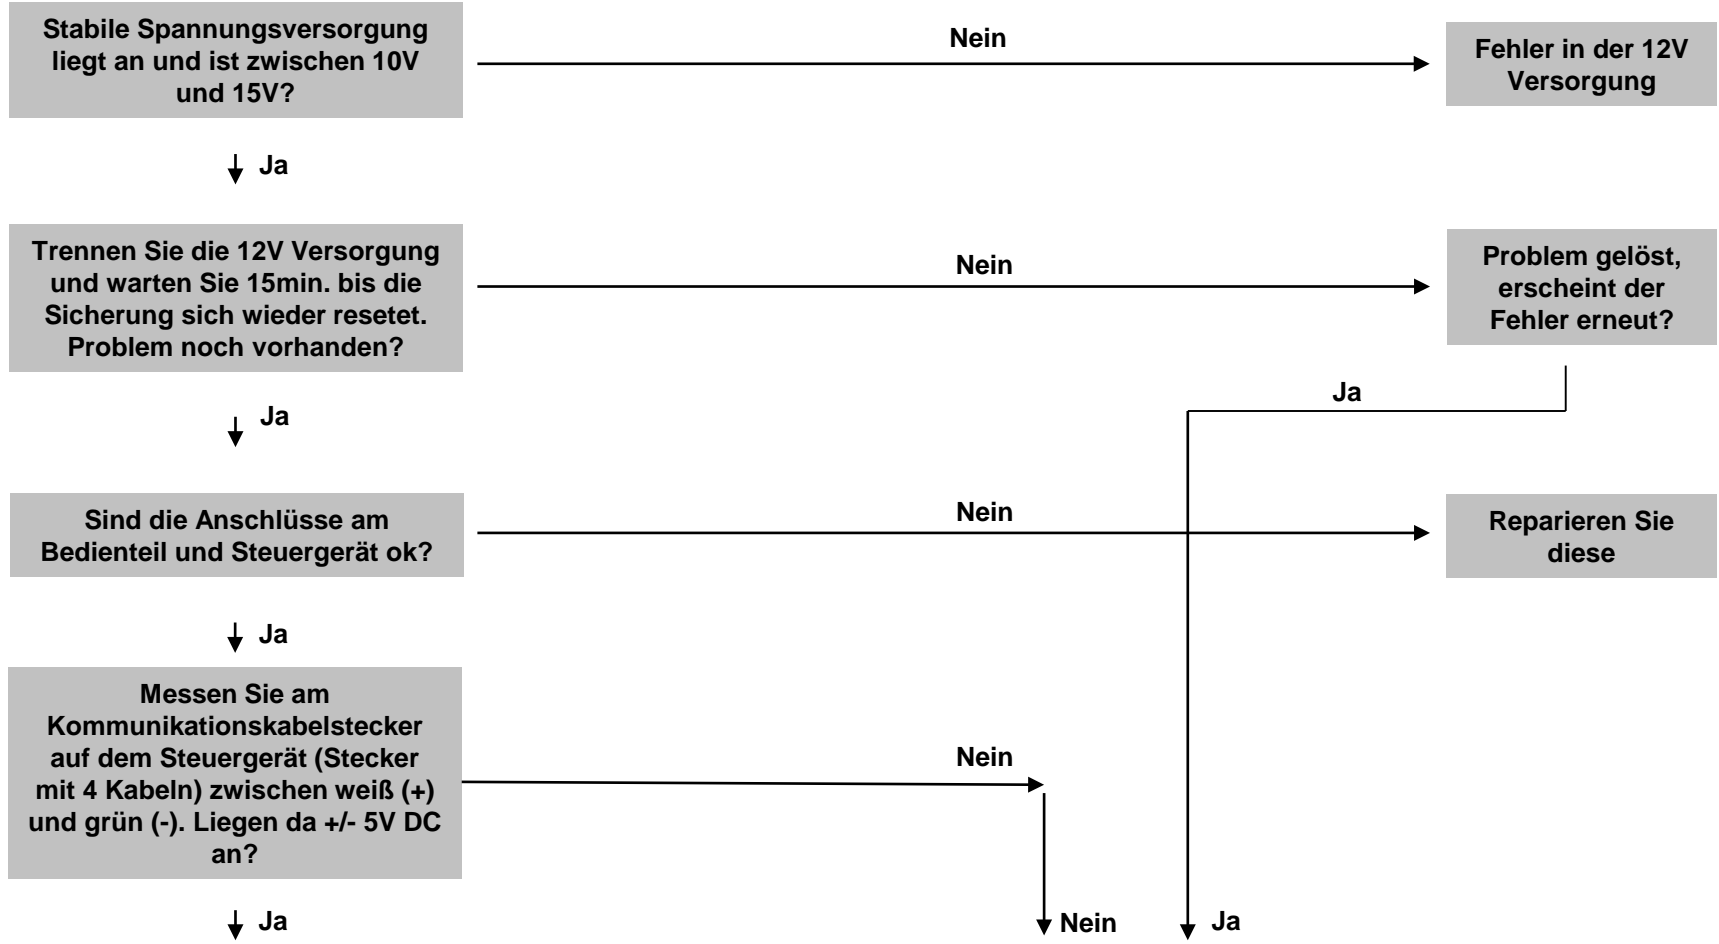 Stabile Spannungsversorgung
liegt an und ist zwischen 10V
und 15V?
Nein
Fehler in der 12V
Versorgung
Ja
Trennen Sie die 12V Versorgung
und warten Sie 15min. bis die
Sicherung sich wieder resetet.
Problem noch vorhanden?
Nein
Problem gelöst,
erscheint der
Fehler erneut?
Ja
Ja
Sind die Anschlüsse am
Bedienteil und Steuergerät ok?
Nein
Reparieren Sie
diese
Ja
Messen Sie am
Kommunikationskabelstecker
auf dem Steuergerät (Stecker
mit 4 Kabeln) zwischen weiß (+)
und grün (-). Liegen da +/- 5V DC
an?
Nein
Ja
Nein
Ja